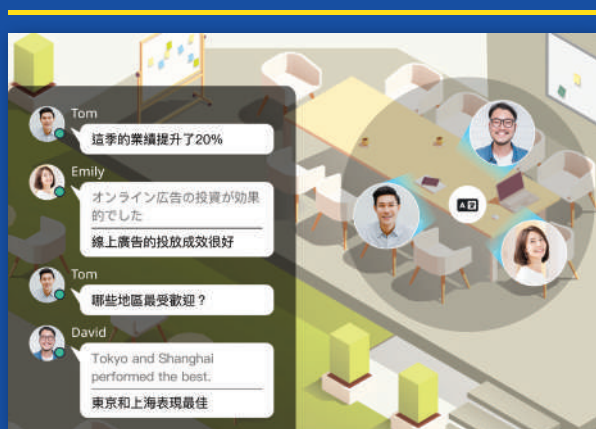 Tom
這季的業績提升了20%
Emily
オンライン広告の投資が効果
的でした
線上廣告的投放成效很好
Tom
哪些地區最受歡迎？
David
Tokyo and Shanghai
performed the best.
東京和上海表現最佳